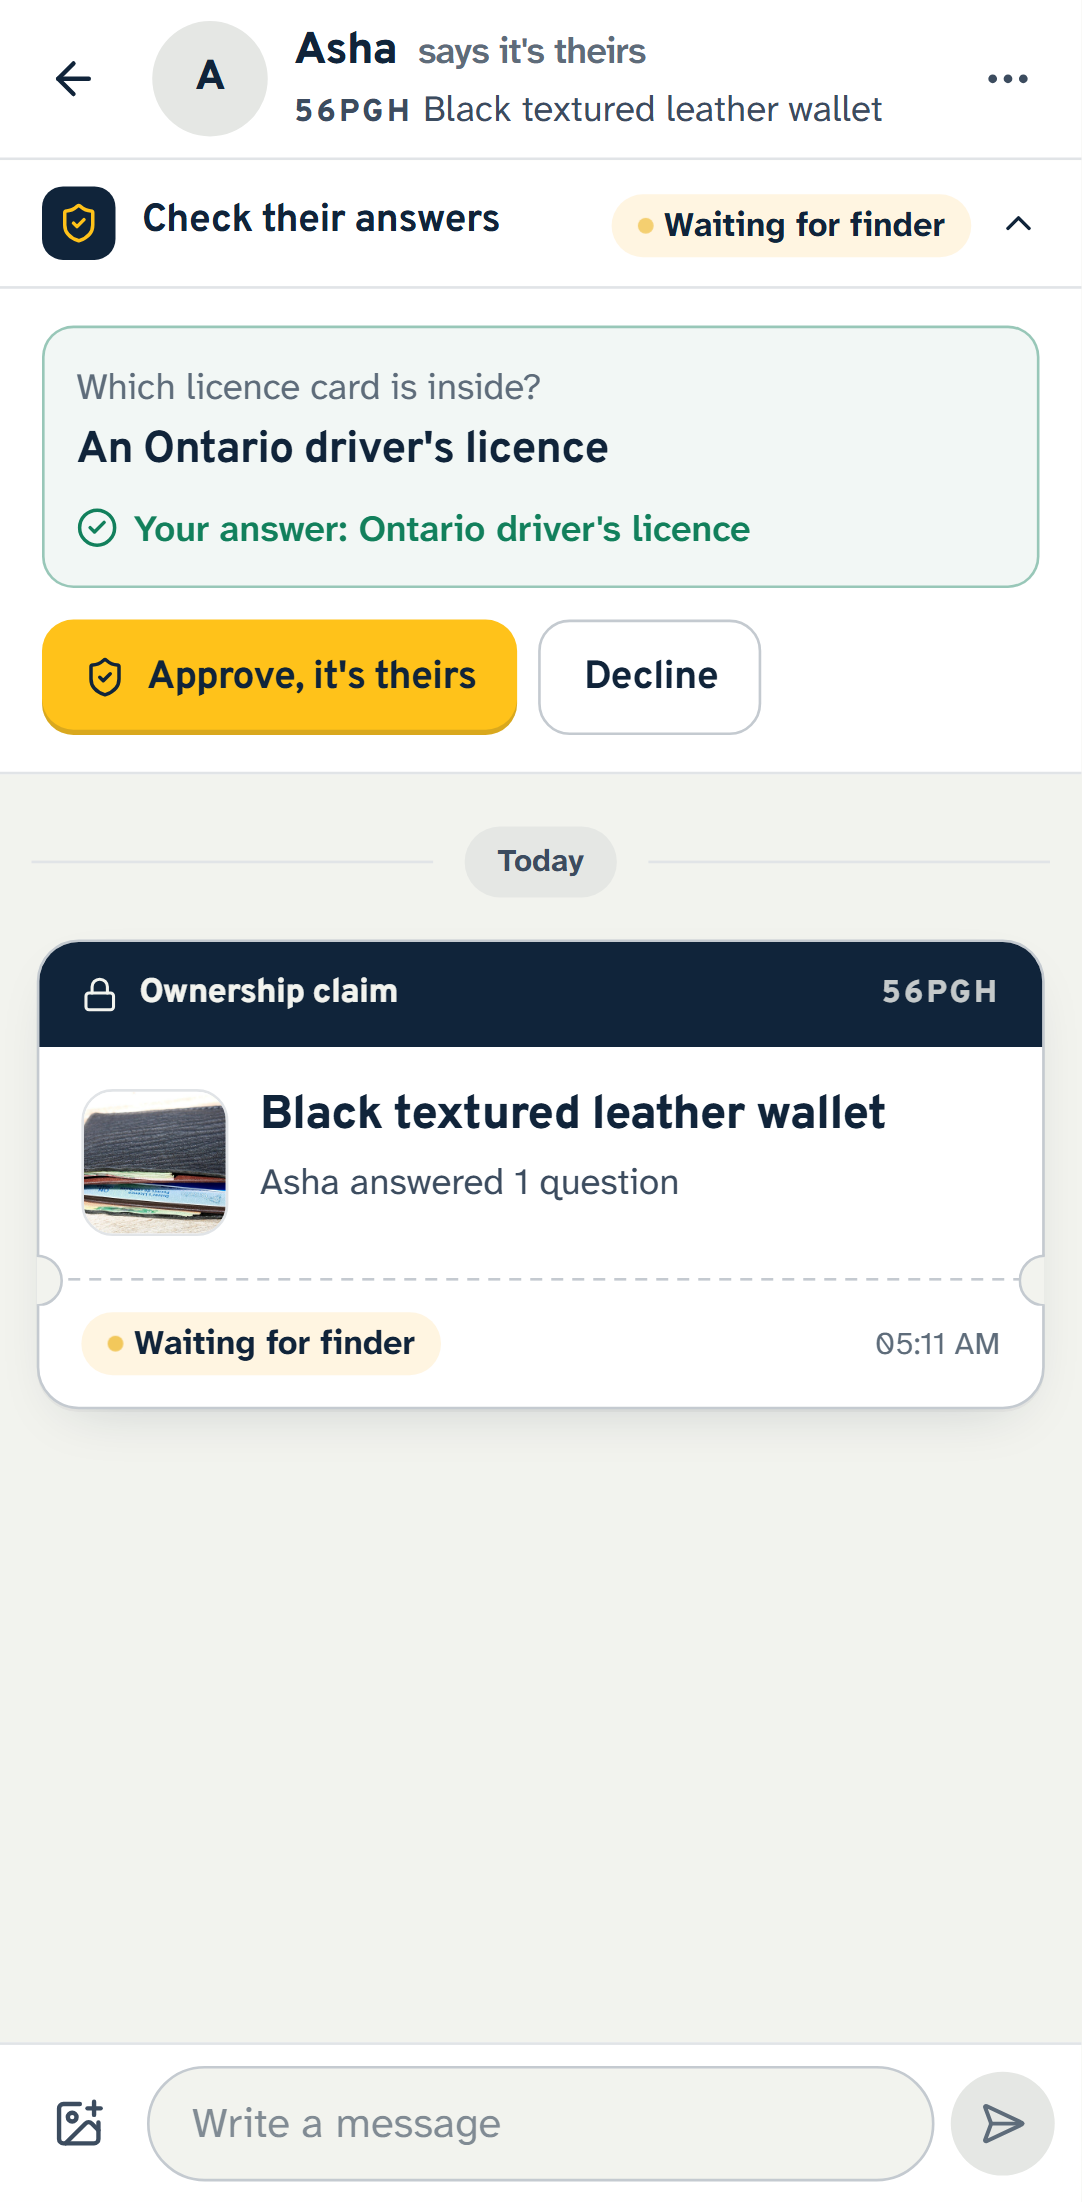 A
Asha says it's theirs
56PGH Black textured leather wallet
Check their answers
Waiting for finder
Which licence card is inside?
An Ontario driver's licence
Your answer: Ontario driver's licence
Approve, it's theirs
Decline
Today
Ownership claim
56PGH
Black textured leather wallet
Asha answered 1 question
Waiting for finder
05:11 AM
Write a message